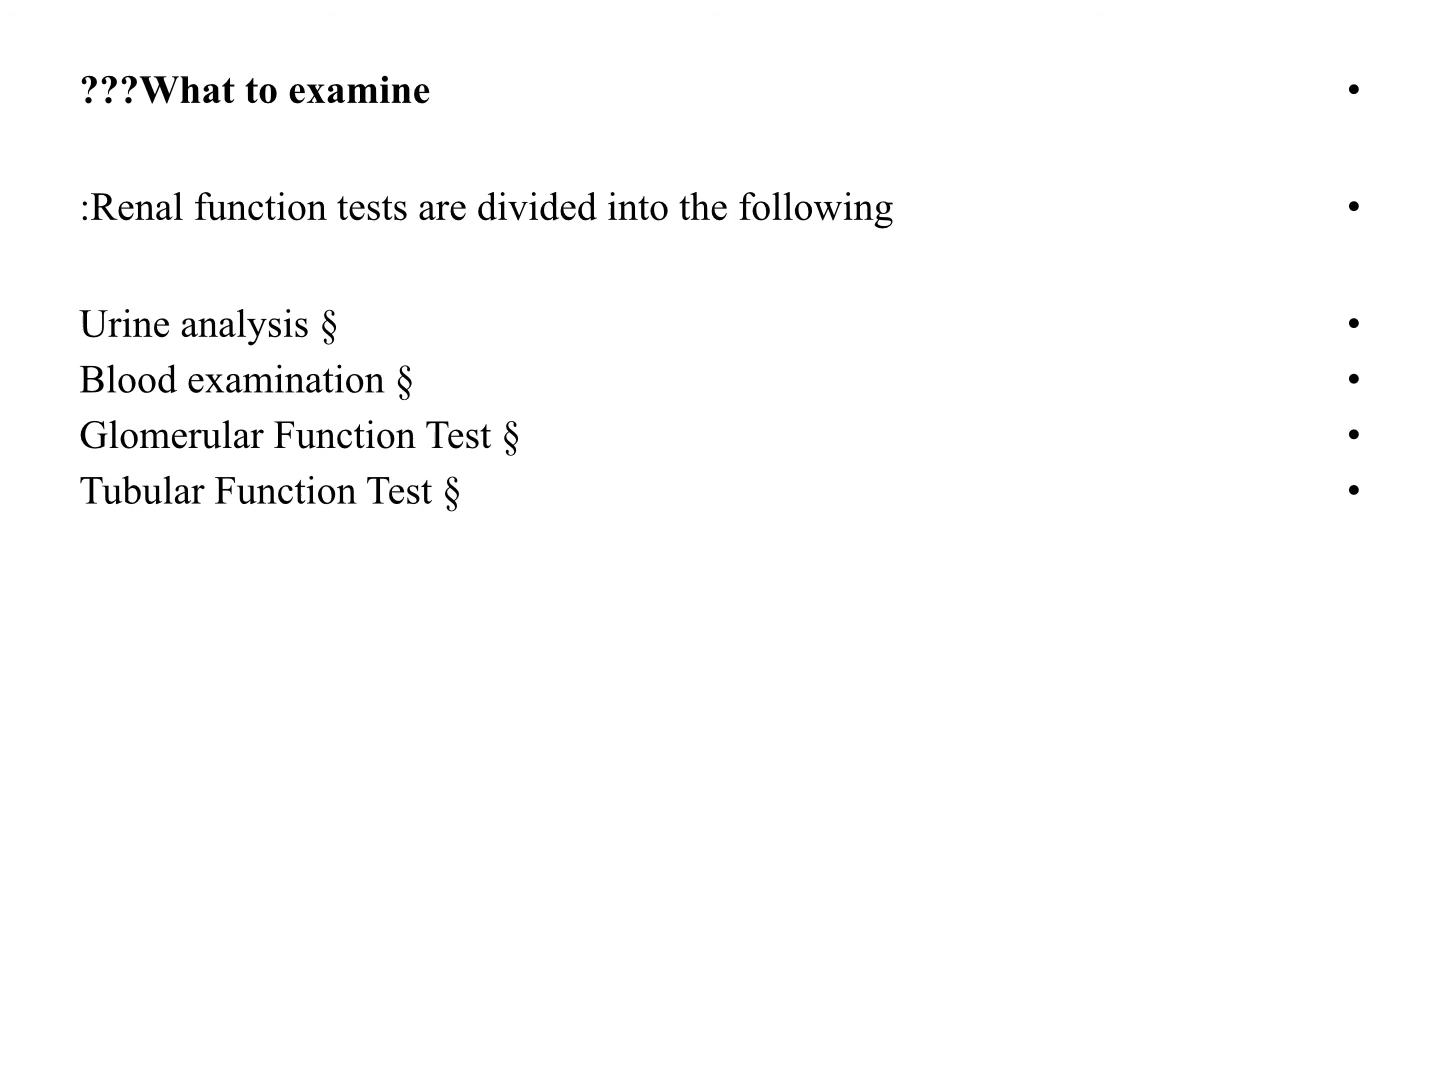 ???What to examine •
:Renal function tests are divided into the following •
Urine analysis § •
Blood examination § •
Glomerular Function Test § •
Tubular Function Test § •